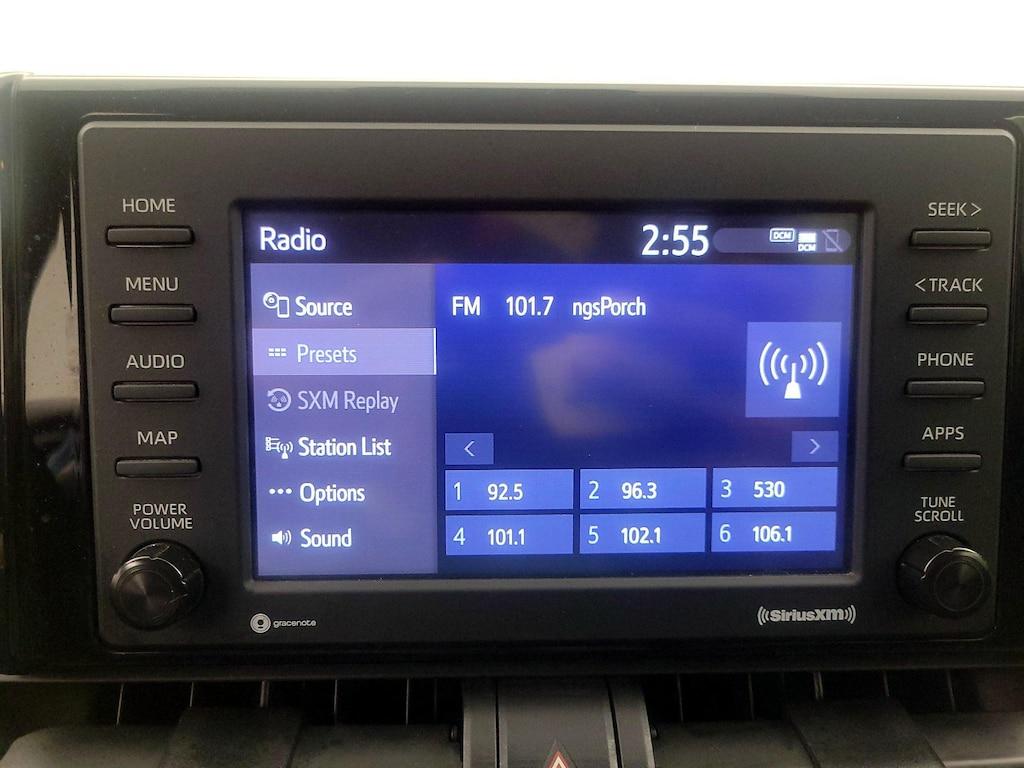 HOME
MENU
AUDIO
MAP
POWER
VOLUME
Radio
2:55
DCM
DCM
Source
Presets
SXM Replay
Station List
Options
Sound
FM 101.7 ngsPorch
<
>
1 92.5
2 96.3
3 530
4 101.1
5 102.1
6 106.1
gracenote
((SiriusXM))
SEEK >
< TRACK
PHONE
APPS
TUNE
SCROLL